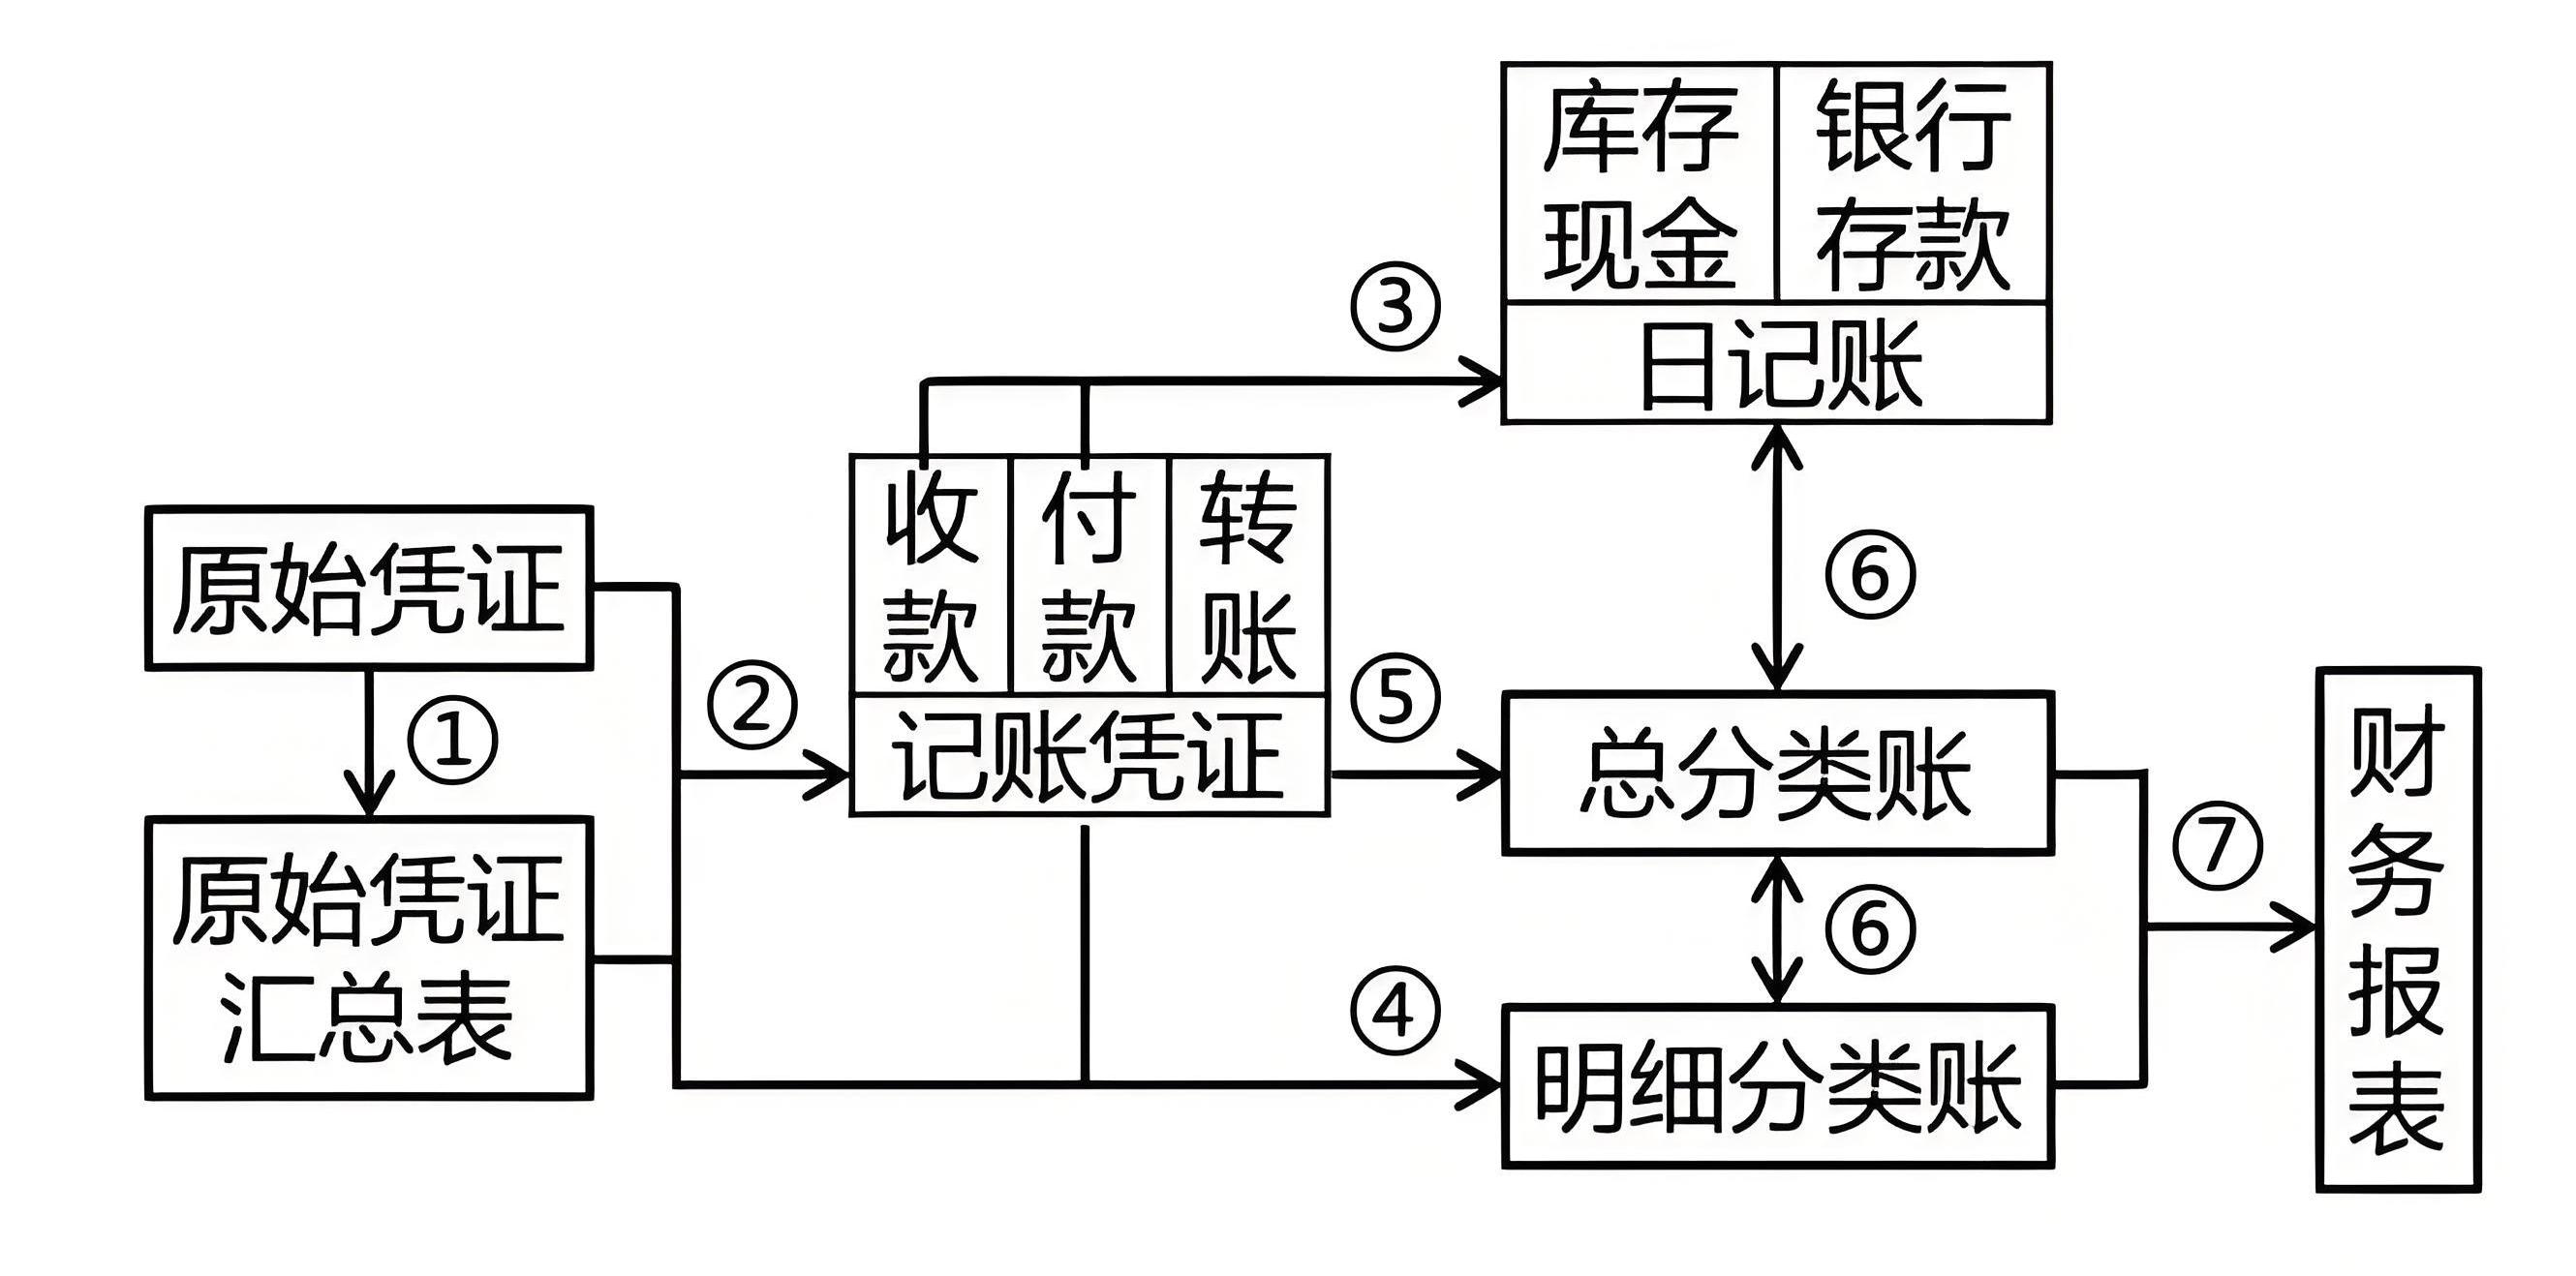 原始凭证
①
原始凭证
汇总表
②
收款
付款
转账
记账凭证
③
库存
现金
银行
存款
日记账
⑥
⑤
总分类账
⑥
④
明细分类账
⑦
财务报表